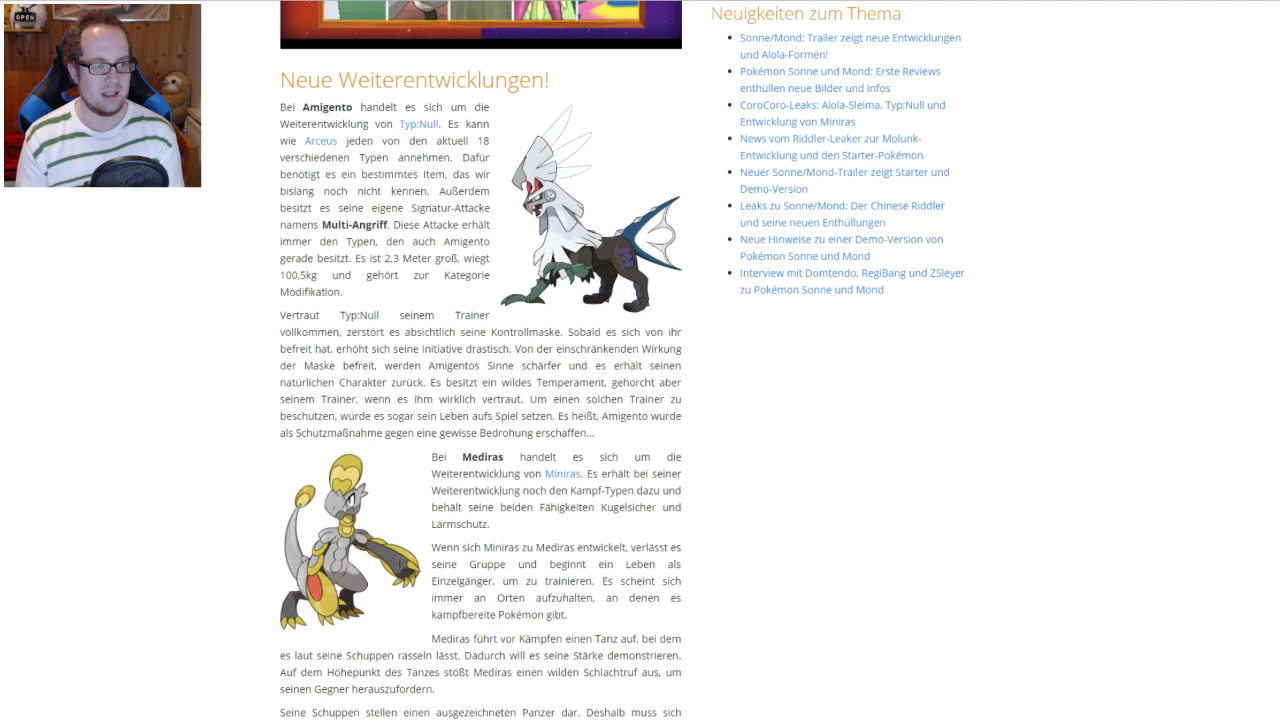 OPEN
Neue Weiterentwicklungen!
Bei Amigento handelt es sich um die
Weiterentwicklung von Typ:Null. Es kann
wie Arceus jeden von den aktuell 18
verschiedenen Typen annehmen. Dafür
benötigt es ein bestimmtes Item, das wir
bislang noch nicht kennen. Außerdem
besitzt es seine eigene Signatur-Attacke
namens Multi-Angriff. Diese Attacke erhält
immer den Typen, den auch Amigento
gerade besitzt. Es ist 2,3 Meter groß, wiegt
100,5kg und gehört zur Kategorie
Modifikation.
Vertraut Typ:Null seinem Trainer
vollkommen, zerstört es absichtlich seine Kontrollmaske. Sobald es sich von ihr
befreit hat, erhöht sich seine Initiative drastisch. Von der einschränkenden Wirkung
der Maske befreit, werden Amigentos Sinne schärfer und es erhält seinen
natürlichen Charakter zurück. Es besitzt ein wildes Temperament, gehorcht aber
seinem Trainer, wenn es ihm wirklich vertraut. Um einen solchen Trainer zu
beschützen, würde es sogar sein Leben aufs Spiel setzen. Es heißt, Amigento wurde
als Schutzmaßnahme gegen eine gewisse Bedrohung erschaffen...
Bei Mediras handelt es sich um die
Weiterentwicklung von Miniras. Es erhält bei seiner
Weiterentwicklung noch den Kampf-Typen dazu und
behält seine beiden Fähigkeiten Kugelsicher und
Lärmschutz.
Wenn sich Miniras zu Mediras entwickelt, verlässt es
seine Gruppe und beginnt ein Leben als
Einzelgänger, um zu trainieren. Es scheint sich
immer an Orten aufzuhalten, an denen es
kampfbereite Pokémon gibt.
Mediras führt vor Kämpfen einen Tanz auf, bei dem
es laut seine Schuppen rasseln lässt. Dadurch will es seine Stärke demonstrieren.
Auf dem Höhepunkt des Tanzes stößt Mediras einen wilden Schlachtruf aus, um
seinen Gegner herauszufordern.
Seine Schuppen stellen einen ausgezeichneten Panzer dar. Deshalb muss sich
Neuigkeiten zum Thema
Sonne/Mond: Trailer zeigt neue Entwicklungen
und Alola-Formen!
Pokémon Sonne und Mond: Erste Reviews
enthüllen neue Bilder und Infos
CoroCoro-Leaks: Alola-Sleima, Typ:Null und
Entwicklung von Miniras
News vom Riddler-Leaker zur Molunk-
Entwicklung und den Starter-Pokémon
Neuer Sonne/Mond-Trailer zeigt Starter und
Demo-Version
Leaks zu Sonne/Mond: Der Chinese Riddler
und seine neuen Enthüllungen
Neue Hinweise zu einer Demo-Version von
Pokémon Sonne und Mond
Interview mit Domtendo, RegiBang und ZSleyer
zu Pokémon Sonne und Mond